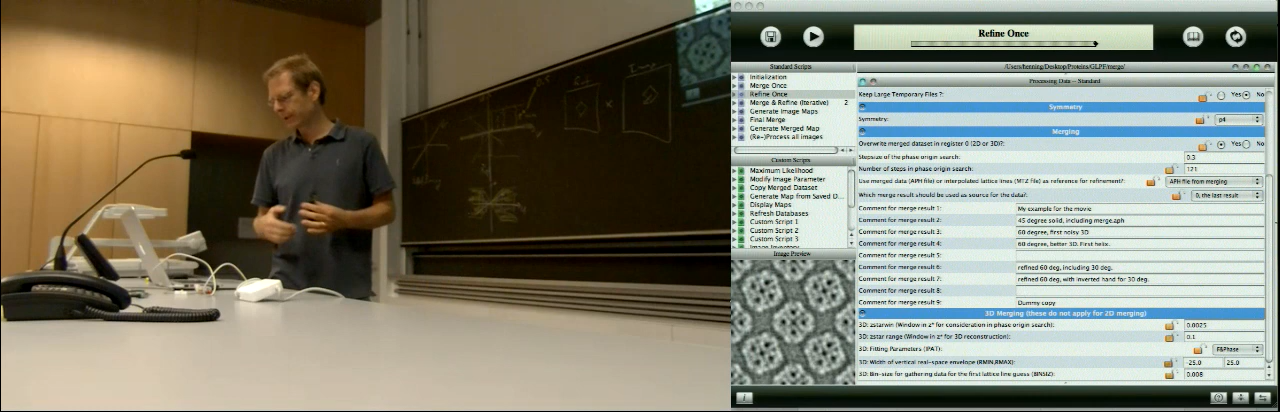 Refine Once
Standard Scripts
/Users/henning/Desktop/Proteins/GLPF/merge/
Initialization
Merge Once
Refine Once
Merge & Refine (Iterative) 2
Generate Image Maps
Final Merge
Generate Merged Map
(Re-)Process all images
Custom Scripts
Maximum Likelihood
Modify Image Parameter
Copy Merged Dataset
Generate Map from Saved D...
Display Maps
Refresh Databases
Custom Script 1
Custom Script 2
Custom Script 3
Image Inventory
Image Preview
Processing Data -- Standard
Keep Large Temporary Files ?: Yes No
Symmetry
Symmetry: p4
Merging
Overwrite merged dataset in register 0 (2D or 3D)?: Yes No
Stepsize of the phase origin search: 0.3
Number of steps in phase origin search: 121
Use merged data (APH file) or interpolated lattice lines (MTZ file) as reference for refinement?: APH file from merging
Which merge result should be used as source for the data?: 0, the last result
Comment for merge result 1: My example for the movie
Comment for merge result 2: 45 degree solid, including merge.aph
Comment for merge result 3: 60 degree, first noisy 3D
Comment for merge result 4: 60 degree, better 3D. First helix.
Comment for merge result 5:
Comment for merge result 6: refined 60 deg, including 30 deg.
Comment for merge result 7: refined 60 deg, with inverted hand for 30 deg.
Comment for merge result 8:
Comment for merge result 9: Dummy copy
3D Merging (these do not apply for 2D merging)
3D: zstarwin (Window in z* for consideration in phase origin search): 0.0025
3D: zstar range (Window in z* for 3D reconstruction): 0.1
3D: Fitting Parameters (IPAT): F&Phase
3D: Width of vertical real-space envelope (RMIN,RMAX): -25.0 25.0
3D: Bin-size for gathering data for the first lattice line guess (BINSIZ): 0.008